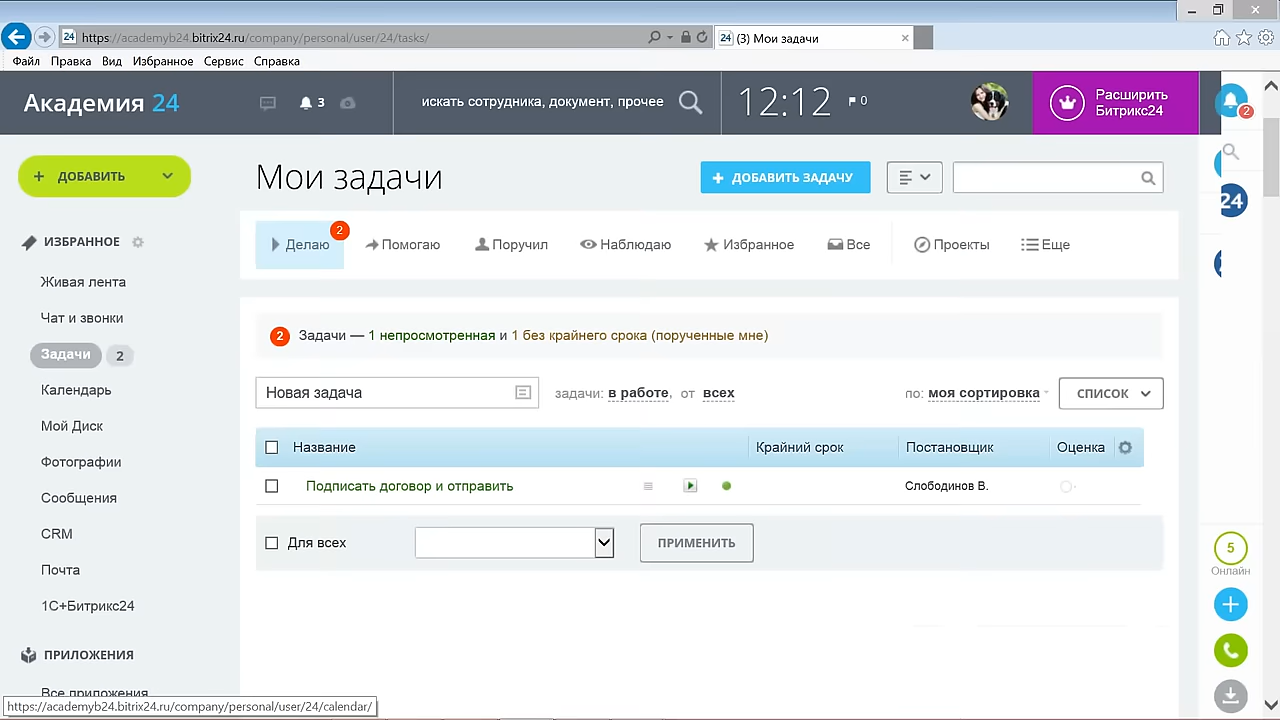 24 https://academyb24.bitrix24.ru/company/personal/user/24/tasks/
24 (3) Мои задачи
Файл Правка Вид Избранное Сервис Справка
Академия 24
3
искать сотрудника, документ, прочее
12:12
0
Расширить
Битрикс24
2
ДОБАВИТЬ
Мои задачи
ДОБАВИТЬ ЗАДАЧУ
24
ИЗБРАННОЕ
Живая лента
Чат и звонки
Задачи 2
Календарь
Мой Диск
Фотографии
Сообщения
CRM
Почта
1С+Битрикс24
ПРИЛОЖЕНИЯ
Все приложения
Делаю 2 Помогаю Поручил Наблюдаю Избранное Все Проекты Еще
2 Задачи — 1 непросмотренная и 1 без крайнего срока (порученные мне)
Новая задача задачи: в работе, от всех по: моя сортировка СПИСОК
Название Крайний срок Постановщик Оценка
Подписать договор и отправить Слободинов В.
Для всех ПРИМЕНИТЬ
5
Онлайн
https://academyb24.bitrix24.ru/company/personal/user/24/calendar/